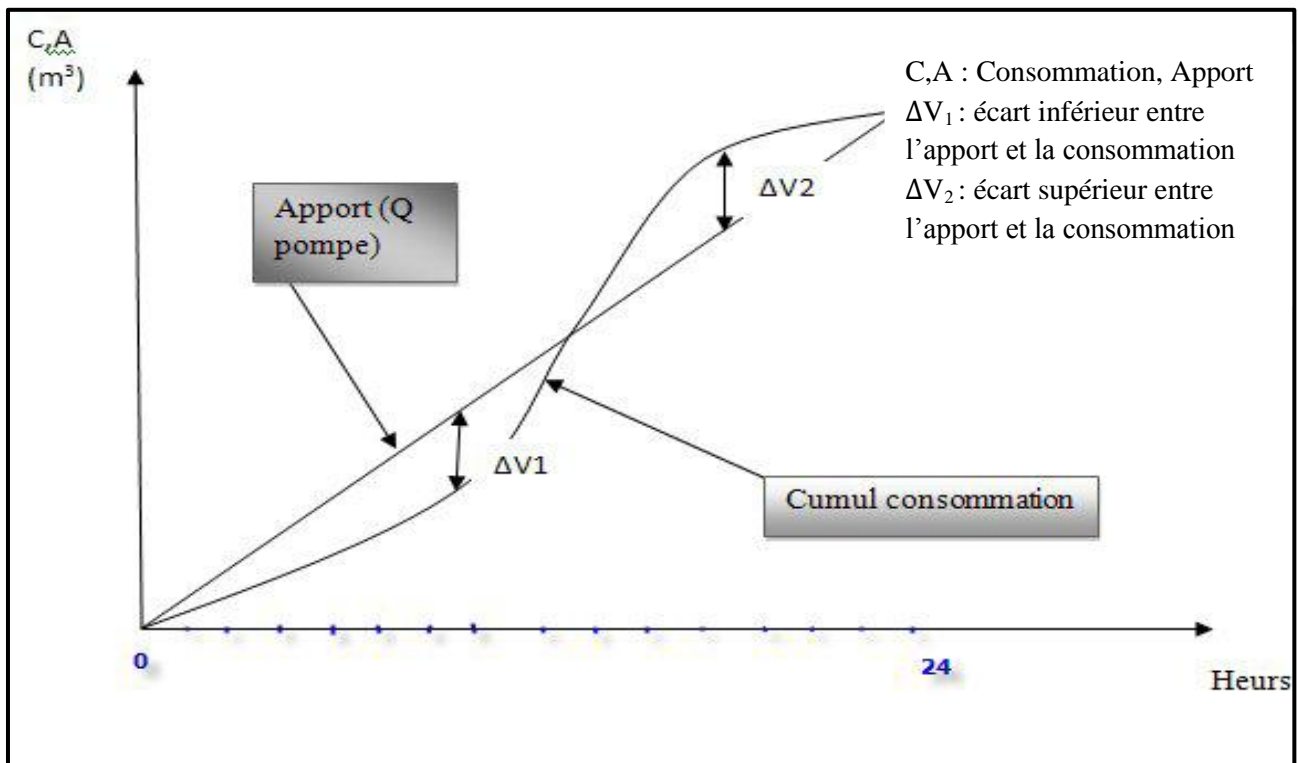 C,A
(m³)
C,A : Consommation, Apport
ΔV₁ : écart inférieur entre
l'apport et la consommation
ΔV₂ : écart supérieur entre
l'apport et la consommation
Apport (Q
pompe)
ΔV2
ΔV1
Cumul consommation
0
24
Heurs